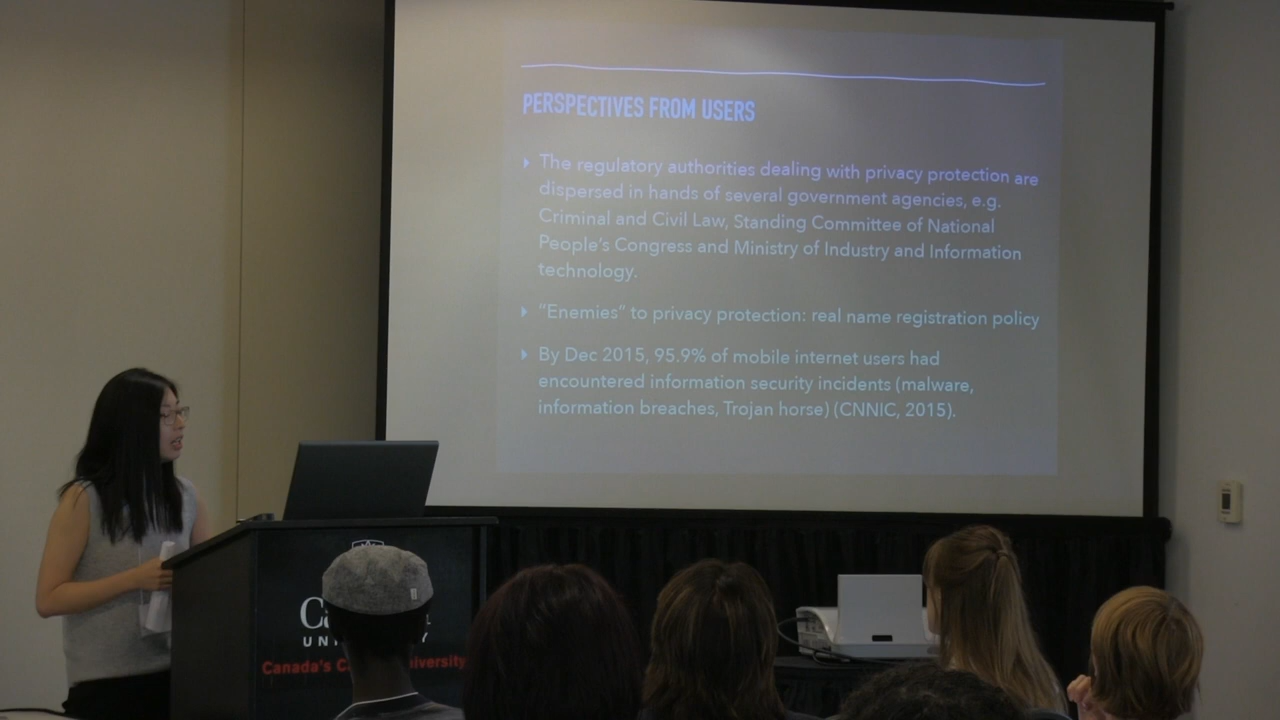 PERSPECTIVES FROM USERS
The regulatory authorities dealing with privacy protection are
dispersed in hands of several government agencies, e.g.
Criminal and Civil Law, Standing Committee of National
People's Congress and Ministry of Industry and Information
technology.
"Enemies" to privacy protection: real name registration policy
By Dec 2015, 95.9% of mobile internet users had
encountered information security incidents (malware,
information breaches, Trojan horse) (CNNIC, 2015).
Canada's